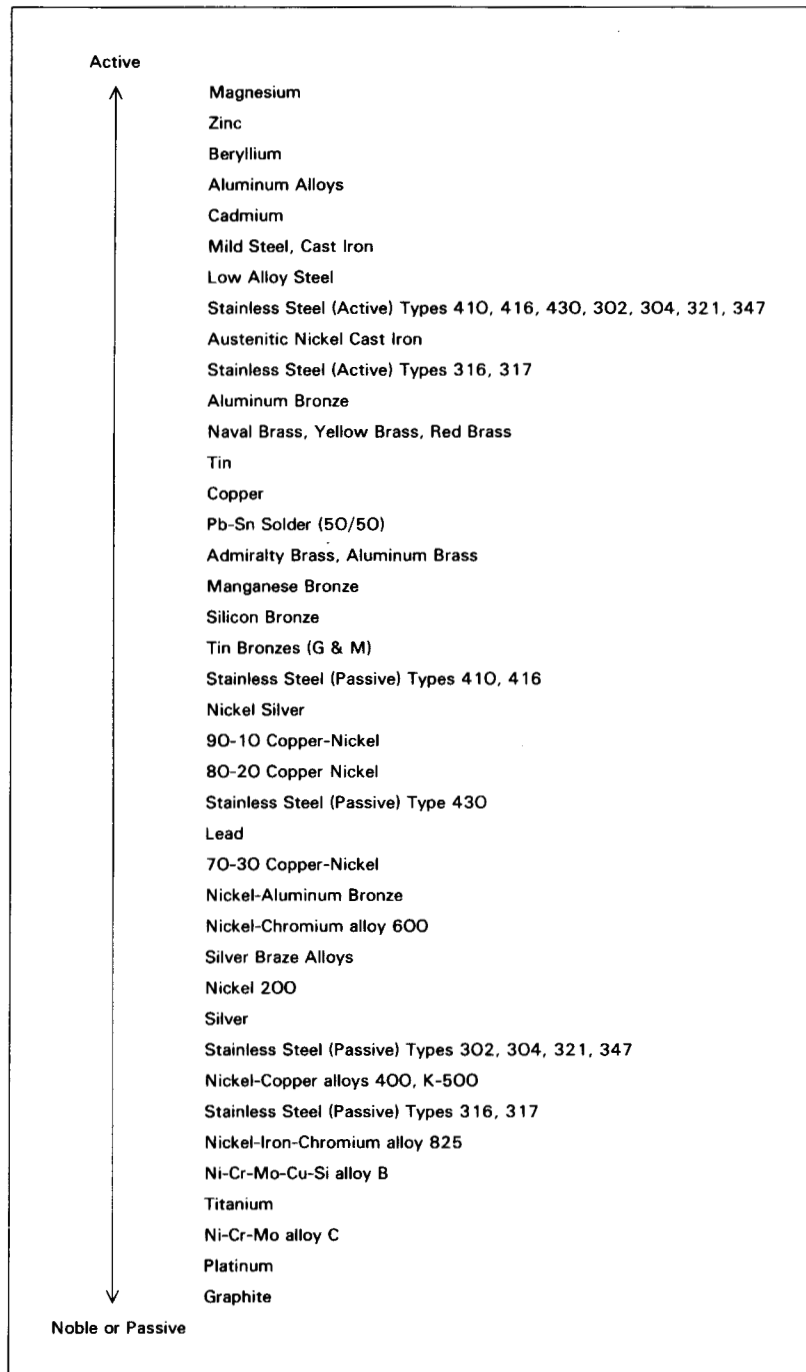 Active
Magnesium
Zinc
Beryllium
Aluminum Alloys
Cadmium
Mild Steel, Cast Iron
Low Alloy Steel
Stainless Steel (Active) Types 410, 416, 430, 302, 304, 321, 347
Austenitic Nickel Cast Iron
Stainless Steel (Active) Types 316, 317
Aluminum Bronze
Naval Brass, Yellow Brass, Red Brass
Tin
Copper
Pb-Sn Solder (50/50)
Admiralty Brass, Aluminum Brass
Manganese Bronze
Silicon Bronze
Tin Bronzes (G & M)
Stainless Steel (Passive) Types 410, 416
Nickel Silver
90-10 Copper-Nickel
80-20 Copper Nickel
Stainless Steel (Passive) Type 430
Lead
70-30 Copper-Nickel
Nickel-Aluminum Bronze
Nickel-Chromium alloy 600
Silver Braze Alloys
Nickel 200
Silver
Stainless Steel (Passive) Types 302, 304, 321, 347
Nickel-Copper alloys 400, K-500
Stainless Steel (Passive) Types 316, 317
Nickel-Iron-Chromium alloy 825
Ni-Cr-Mo-Cu-Si alloy B
Titanium
Ni-Cr-Mo alloy C
Platinum
Graphite
Noble or Passive